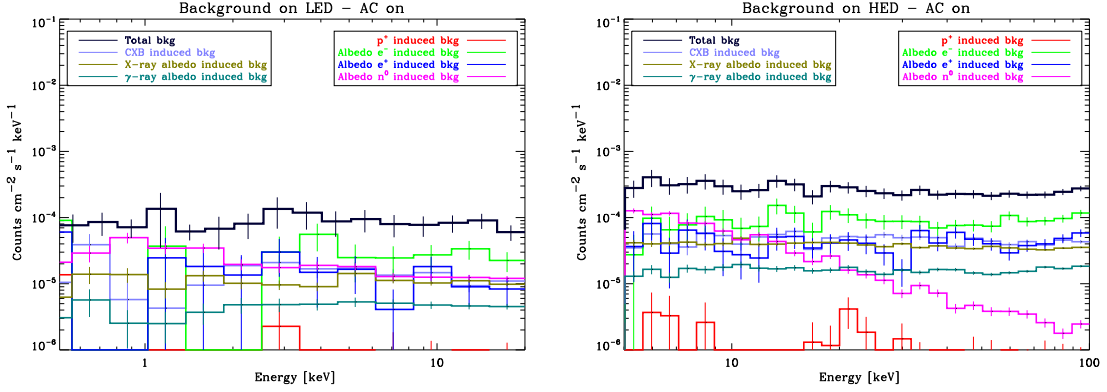 Background on LED - AC on
Counts cm⁻² s⁻¹ keV⁻¹
10⁻¹
10⁻²
10⁻³
10⁻⁴
10⁻⁵
10⁻⁶
Total bkg
CXB induced bkg
X-ray albedo induced bkg
γ-ray albedo induced bkg
p⁺ induced bkg
Albedo e⁻ induced bkg
Albedo e⁺ induced bkg
Albedo n⁰ induced bkg
1
10
Energy [keV]
Background on HED - AC on
Counts cm⁻² s⁻¹ keV⁻¹
10⁻¹
10⁻²
10⁻³
10⁻⁴
10⁻⁵
10⁻⁶
Total bkg
CXB induced bkg
X-ray albedo induced bkg
γ-ray albedo induced bkg
p⁺ induced bkg
Albedo e⁻ induced bkg
Albedo e⁺ induced bkg
Albedo n⁰ induced bkg
10
100
Energy [keV]